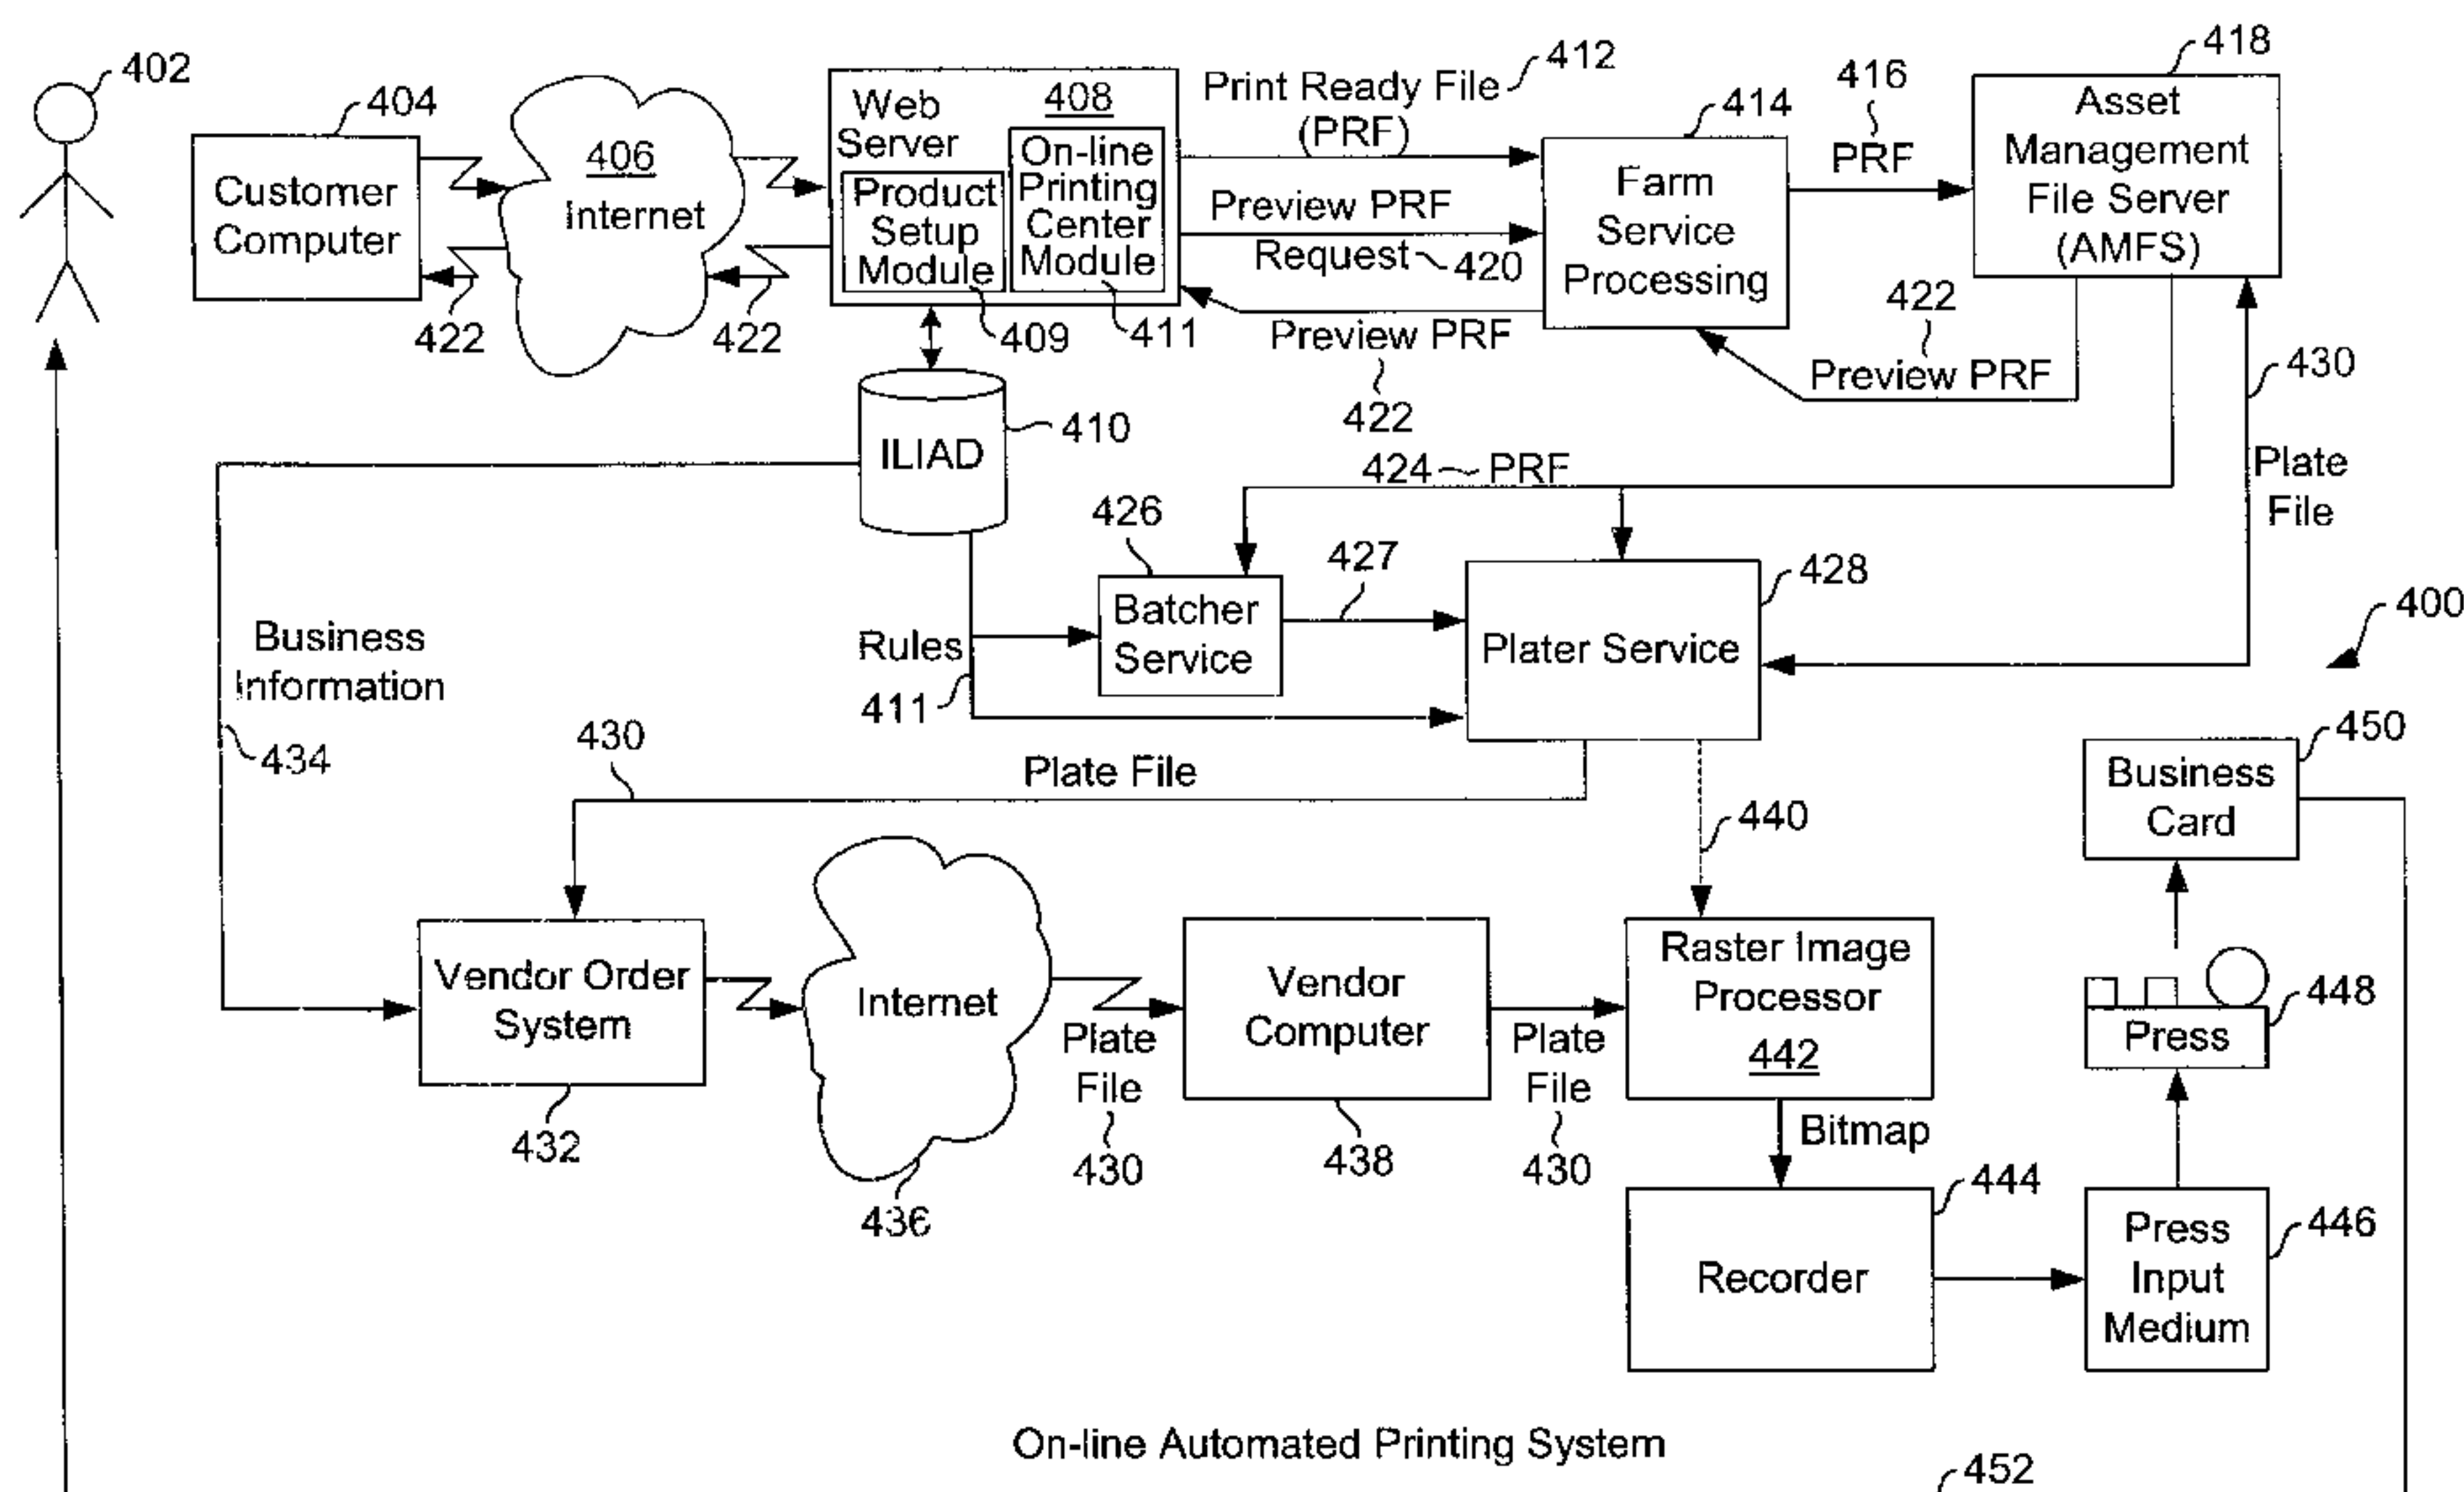 402
404
Customer
Computer
422
406
Internet
422
Web
Server
408
Product
Setup
Module
On-line
Printing
Center
Module
409
411
Print Ready File
(PRF)
412
Preview PRF
Request
420
Preview PRF
422
414
Farm
Service
Processing
416
PRF
418
Asset
Management
File Server
(AMFS)
422
Preview PRF
430
Plate
File
ILIAD
410
424
PRF
426
Batcher
Service
427
428
Plater Service
400
Rules
411
Business
Information
434
430
Plate File
440
450
Business
Card
Vendor Order
System
432
Internet
436
Plate
File
430
Vendor
Computer
438
Plate
File
430
Raster Image
Processor
442
Bitmap
448
Press
444
Recorder
446
Press
Input
Medium
On-line Automated Printing System
452